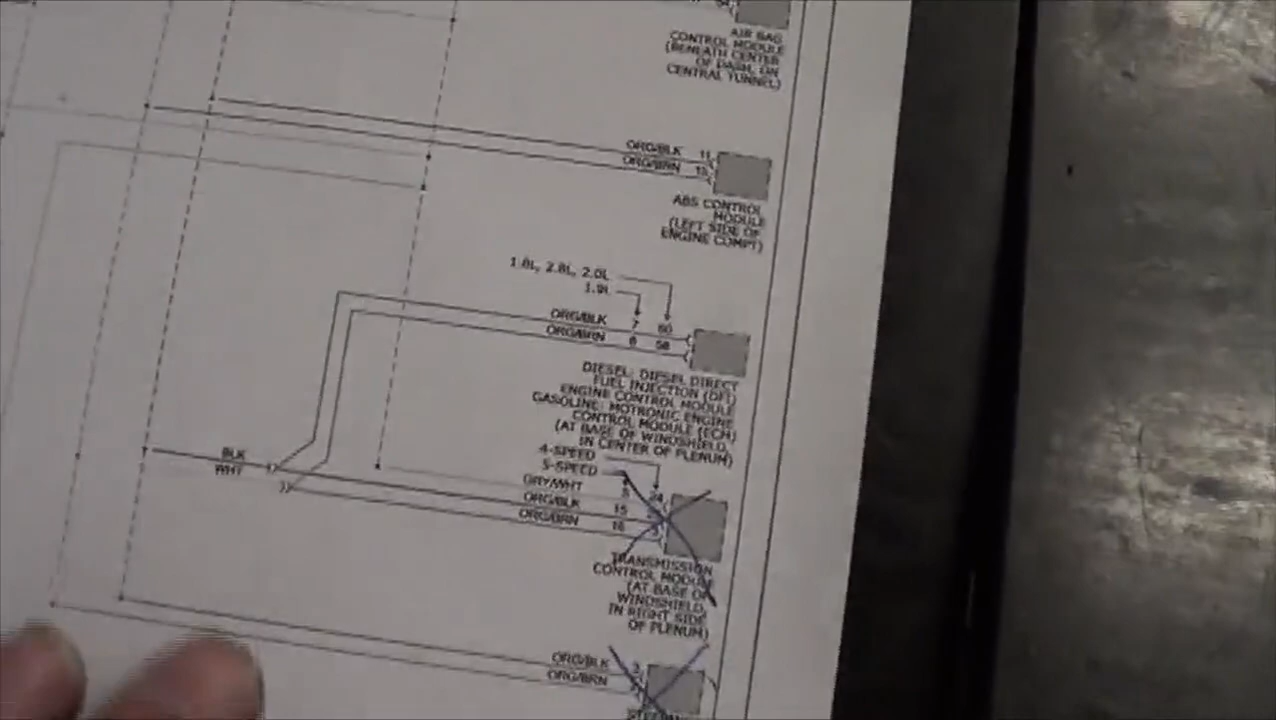 AIR BAG
CONTROL MODULE
(BENEATH CENTER
OF DASH, ON
CENTRAL TUNNEL)
ORG/BLK 11
ORG/BRN
ABS CONTROL
MODULE
(LEFT SIDE OF
ENGINE COMPT)
1.8L, 2.8L, 2.0L
1.9L
ORG/BLK 7 60
ORG/BRN 6 58
DIESEL: DIESEL DIRECT
FUEL INJECTION (DFI)
ENGINE CONTROL MODULE
GASOLINE: MOTRONIC ENGINE
CONTROL MODULE (ECM)
(AT BASE OF WINDSHIELD,
IN CENTER OF PLENUM)
4-SPEED
5-SPEED
BLK
WHT
GRY/WHT 24
ORG/BLK 15
ORG/BRN 16
TRANSMISSION
CONTROL MODULE
(AT BASE OF
WINDSHIELD,
IN RIGHT SIDE
OF PLENUM)
ORG/BLK
ORG/BRN